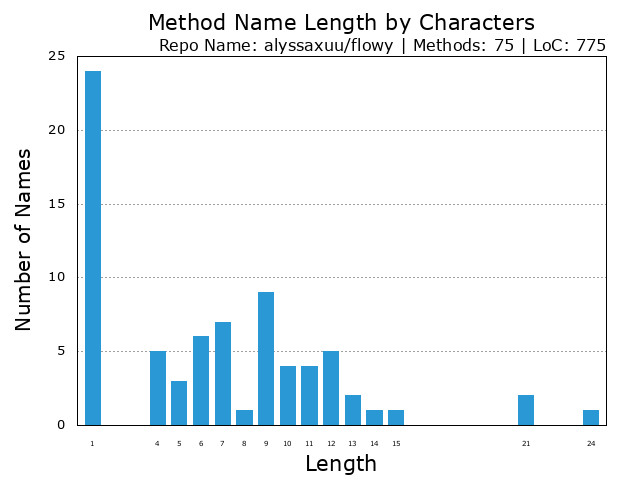 Method Name Length by Characters
Repo Name: alyssaxuu/flowy | Methods: 75 | LoC: 775
25
20
15
10
5
0
Number of Names
1 4 5 6 7 8 9 10 11 12 13 14 15 21 24
Length